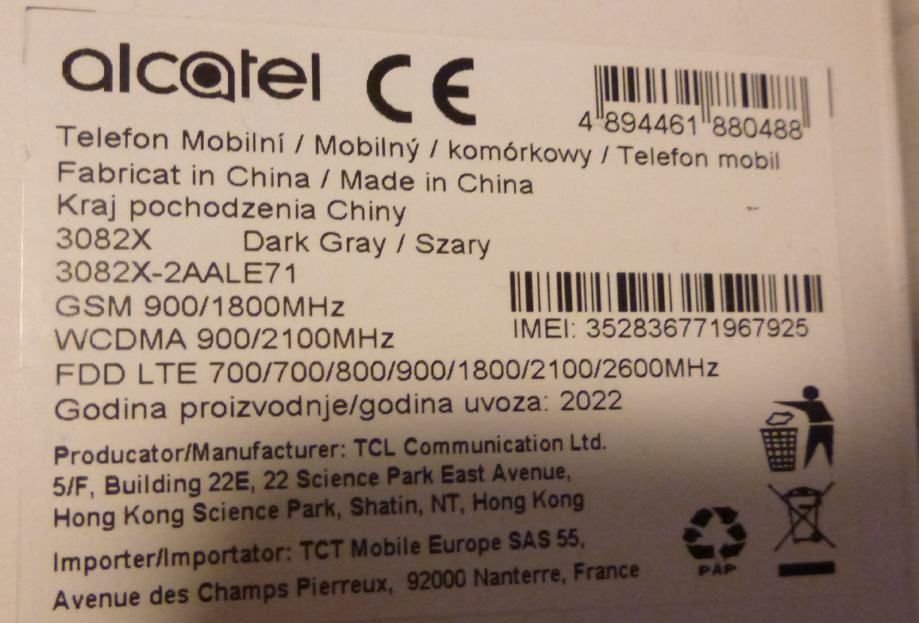 alcatel CE
4 894461 880488
Telefon Mobilní / Mobilný / komórkowy / Telefon mobil
Fabricat in China / Made in China
Kraj pochodzenia Chiny
3082X Dark Gray / Szary
3082X-2AALE71
GSM 900/1800MHz
IMEI: 352836771967925
WCDMA 900/2100MHz
FDD LTE 700/700/800/900/1800/2100/2600MHz
Godina proizvodnje/godina uvoza: 2022
Producator/Manufacturer: TCL Communication Ltd.
5/F, Building 22E, 22 Science Park East Avenue,
Hong Kong Science Park, Shatin, NT, Hong Kong
Importer/Importator: TCT Mobile Europe SAS 55,
Avenue des Champs Pierreux, 92000 Nanterre, France
PAP